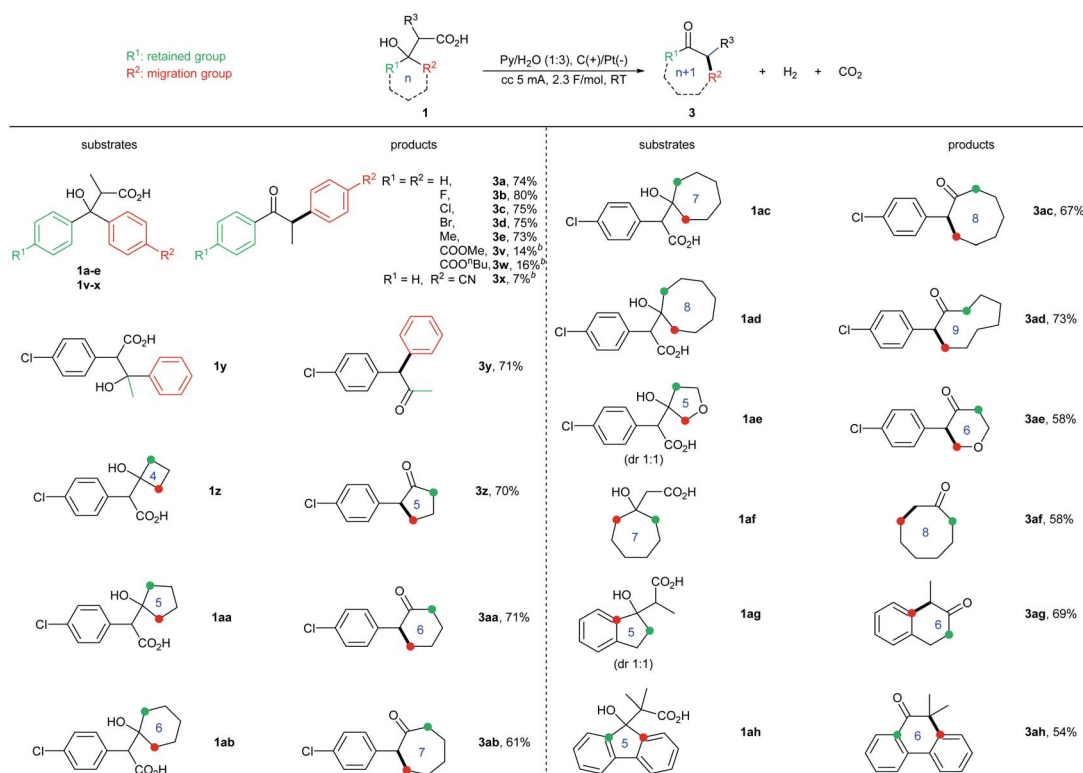 R¹: retained group
R²: migration group
R³
HO
CO₂H
R¹
n
R²
1
Py/H₂O (1:3), C(+)/Pt(-)
cc 5 mA, 2.3 F/mol, RT
O
R³
R¹
n+1
R²
3
+ H₂ + CO₂
substrates
products
substrates
products
HO
CO₂H
R¹
R²
1a-e
1v-x
O
R¹
R²
R¹ = R² = H, 3a, 74%
F, 3b, 80%
Cl, 3c, 75%
Br, 3d, 75%
Me, 3e, 73%
COOMe, 3v, 14%ᵇ
COOⁿBu, 3w, 16%ᵇ
R¹ = H, R² = CN 3x, 7%ᵇ
CO₂H
Cl
HO
1y
Cl
O
3y, 71%
HO
4
Cl
CO₂H
1z
O
Cl
5
3z, 70%
HO
5
Cl
CO₂H
1aa
O
Cl
6
3aa, 71%
HO
6
Cl
CO₂H
1ab
O
Cl
7
3ab, 61%
HO
7
Cl
CO₂H
1ac
O
Cl
8
3ac, 67%
HO
8
Cl
CO₂H
1ad
O
Cl
9
3ad, 73%
HO
5
O
Cl
CO₂H
(dr 1:1)
1ae
O
Cl
6
O
3ae, 58%
HO
CO₂H
7
1af
O
8
3af, 58%
CO₂H
HO
5
(dr 1:1)
1ag
O
6
3ag, 69%
HO
CO₂H
5
1ah
O
6
3ah, 54%